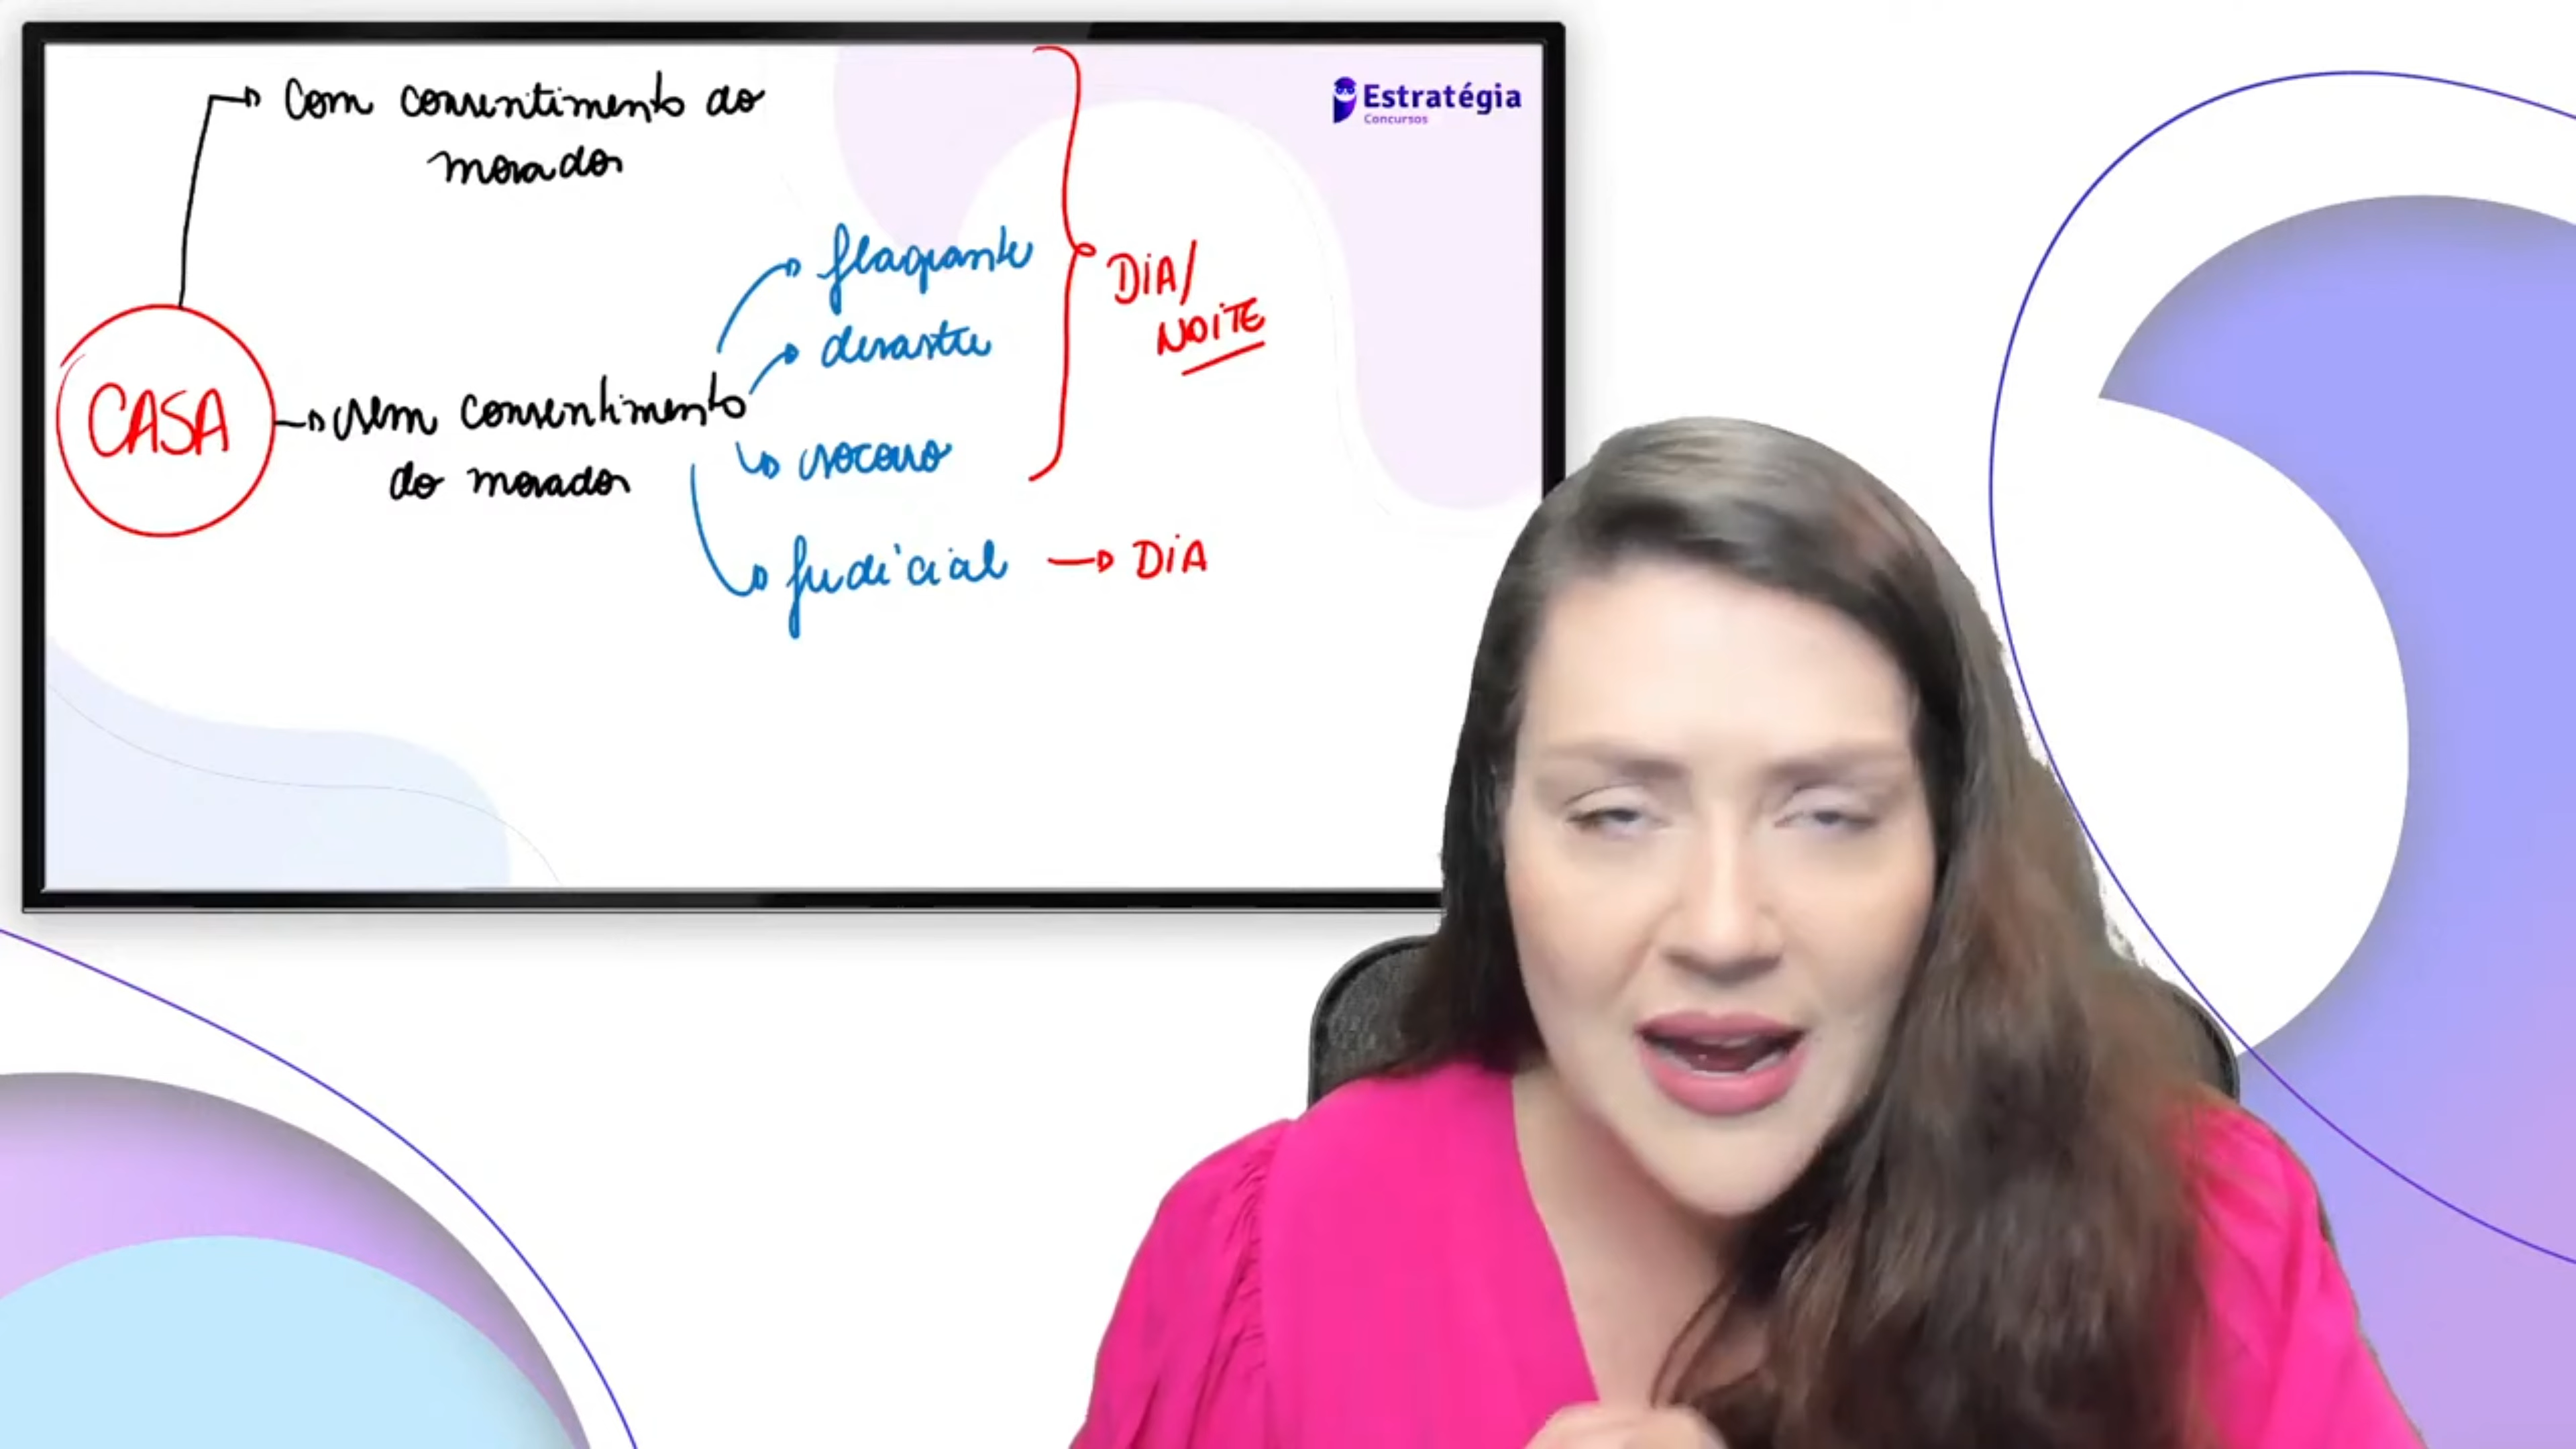 Com consentimento do
morador
Estratégia
Concursos
flagrante
DIA/
NOITE
desastre
CASA
sem consentimento
do morador
socorro
judicial
DIA